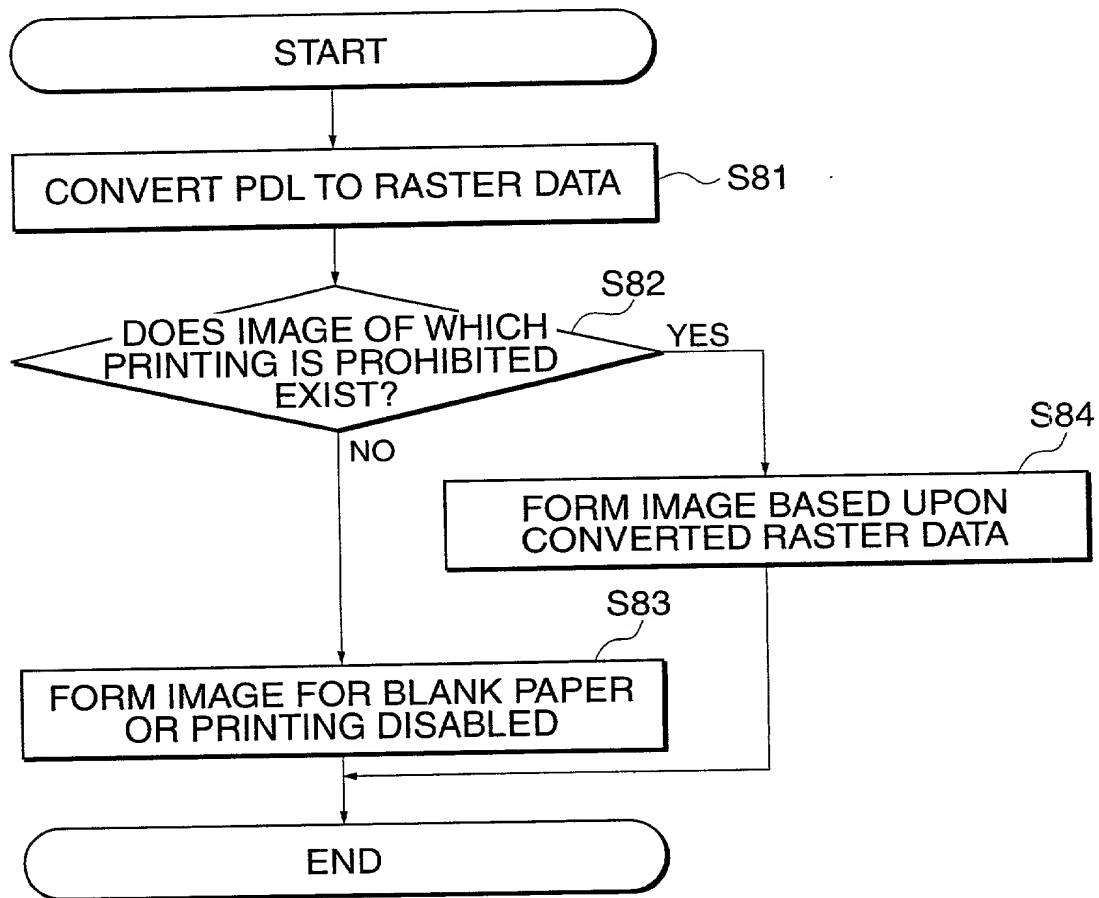 START
CONVERT PDL TO RASTER DATA
S81
S82
DOES IMAGE OF WHICH
PRINTING IS PROHIBITED
EXIST?
YES
NO
S84
FORM IMAGE BASED UPON
CONVERTED RASTER DATA
S83
FORM IMAGE FOR BLANK PAPER
OR PRINTING DISABLED
END